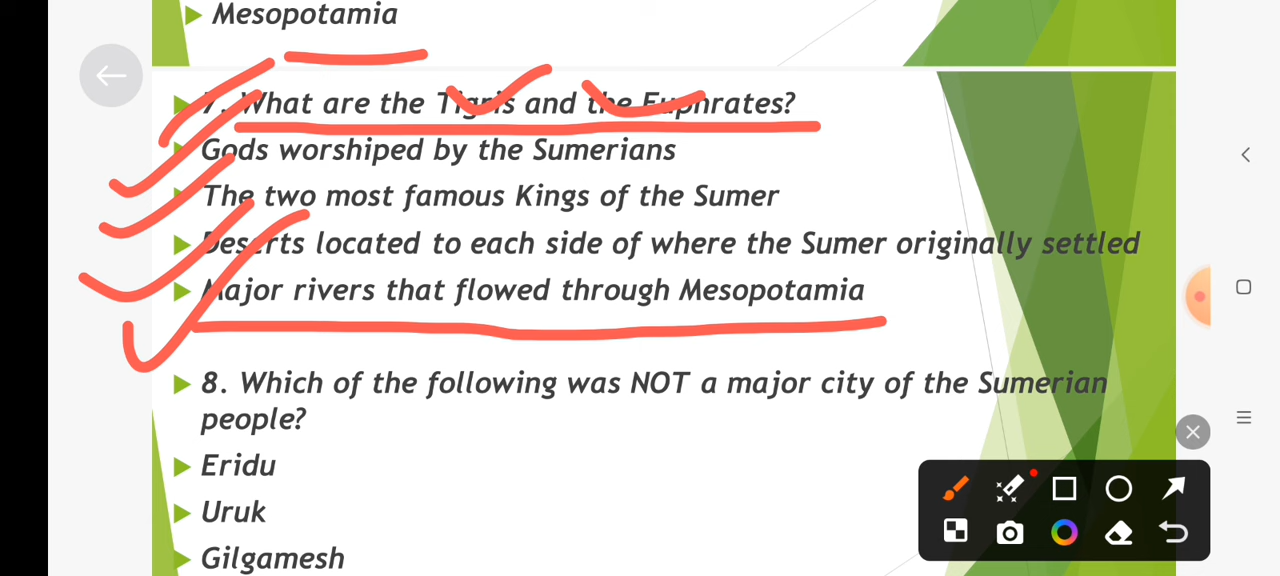 Mesopotamia
7. What are the Tigris and the Euphrates?
Gods worshiped by the Sumerians
The two most famous Kings of the Sumer
Deserts located to each side of where the Sumer originally settled
Major rivers that flowed through Mesopotamia
8. Which of the following was NOT a major city of the Sumerian
people?
Eridu
Uruk
Gilgamesh